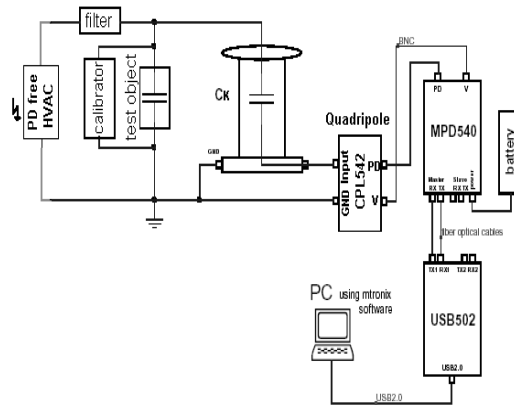 filter
PD free
HVAC
calibrator
test object
CK
GND
Quadripole
GND Input
CPL542
PD
V
BNC
PD V
MPD540
Master
RX TX
Slave
RX TX
power
battery
fiber optical cables
TX1 RX1 TX2 RX2
USB502
USB2.0
PC using mtronix
software
USB2.0